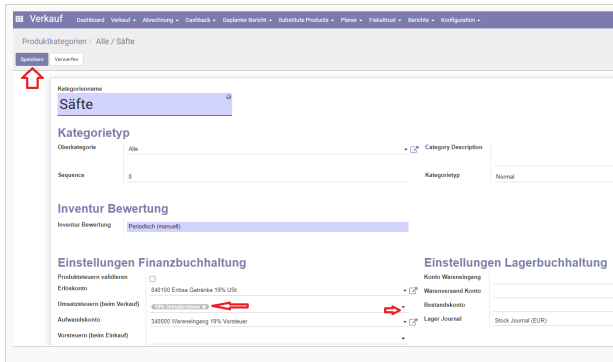 Verkauf Dashboard Verkauf Abrechnung Cashback Geplanter Bericht Substitute Products Planer Fiskaltrust Berichte Konfiguration
Produktkategorien / Alle / Säfte
Speichern Verwerfen
Kategorienname
Säfte
Kategorietyp
Oberkategorie Alle Category Description
Sequence 0 Kategorietyp Normal
Inventur Bewertung
Inventur Bewertung Periodisch (manuell)
Einstellungen Finanzbuchhaltung Einstellungen Lagerbuchhaltung
Produktsteuern validieren Konto Wareneingang
Erlöskonto 840100 Erlöse Getränke 19% USt Warenversand Konto
Umsatzsteuern (beim Verkauf) 19% Umsatzsteuer Bestandskonto
Aufwandskonto 340000 Wareneingang 19% Vorsteuer Lager Journal Stock Journal (EUR)
Vorsteuern (beim Einkauf)